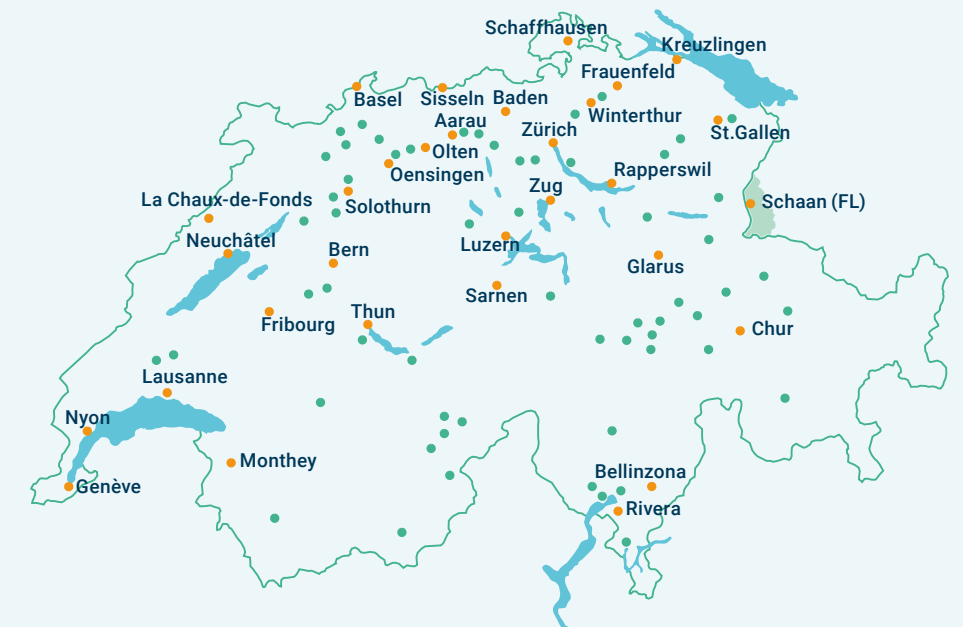 Schaffhausen
Kreuzlingen
Frauenfeld
Basel
Sisseln
Baden
Winterthur
Aarau
Zürich
St.Gallen
Olten
Oensingen
Rapperswil
Zug
La Chaux-de-Fonds
Solothurn
Schaan (FL)
Neuchâtel
Bern
Luzern
Glarus
Sarnen
Fribourg
Thun
Chur
Lausanne
Nyon
Monthey
Genève
Bellinzona
Rivera